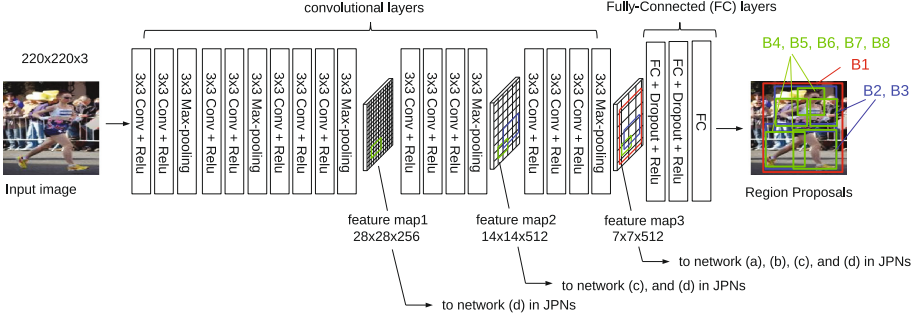 convolutional layers
Fully-Connected (FC) layers
220x220x3
Input image
3x3 Conv + Relu
3x3 Conv + Relu
3x3 Max-pooling
3x3 Conv + Relu
3x3 Conv + Relu
3x3 Max-pooling
3x3 Conv + Relu
3x3 Conv + Relu
3x3 Conv + Relu
3x3 Max-pooling
3x3 Conv + Relu
3x3 Conv + Relu
3x3 Conv + Relu
3x3 Max-pooling
3x3 Conv + Relu
3x3 Conv + Relu
3x3 Conv + Relu
3x3 Max-pooling
FC + Dropout + Relu
FC + Dropout + Relu
FC
B4, B5, B6, B7, B8
B1
B2, B3
Region Proposals
feature map1
28x28x256
feature map2
14x14x512
feature map3
7x7x512
to network (a), (b), (c), and (d) in JPNs
to network (c), and (d) in JPNs
to network (d) in JPNs